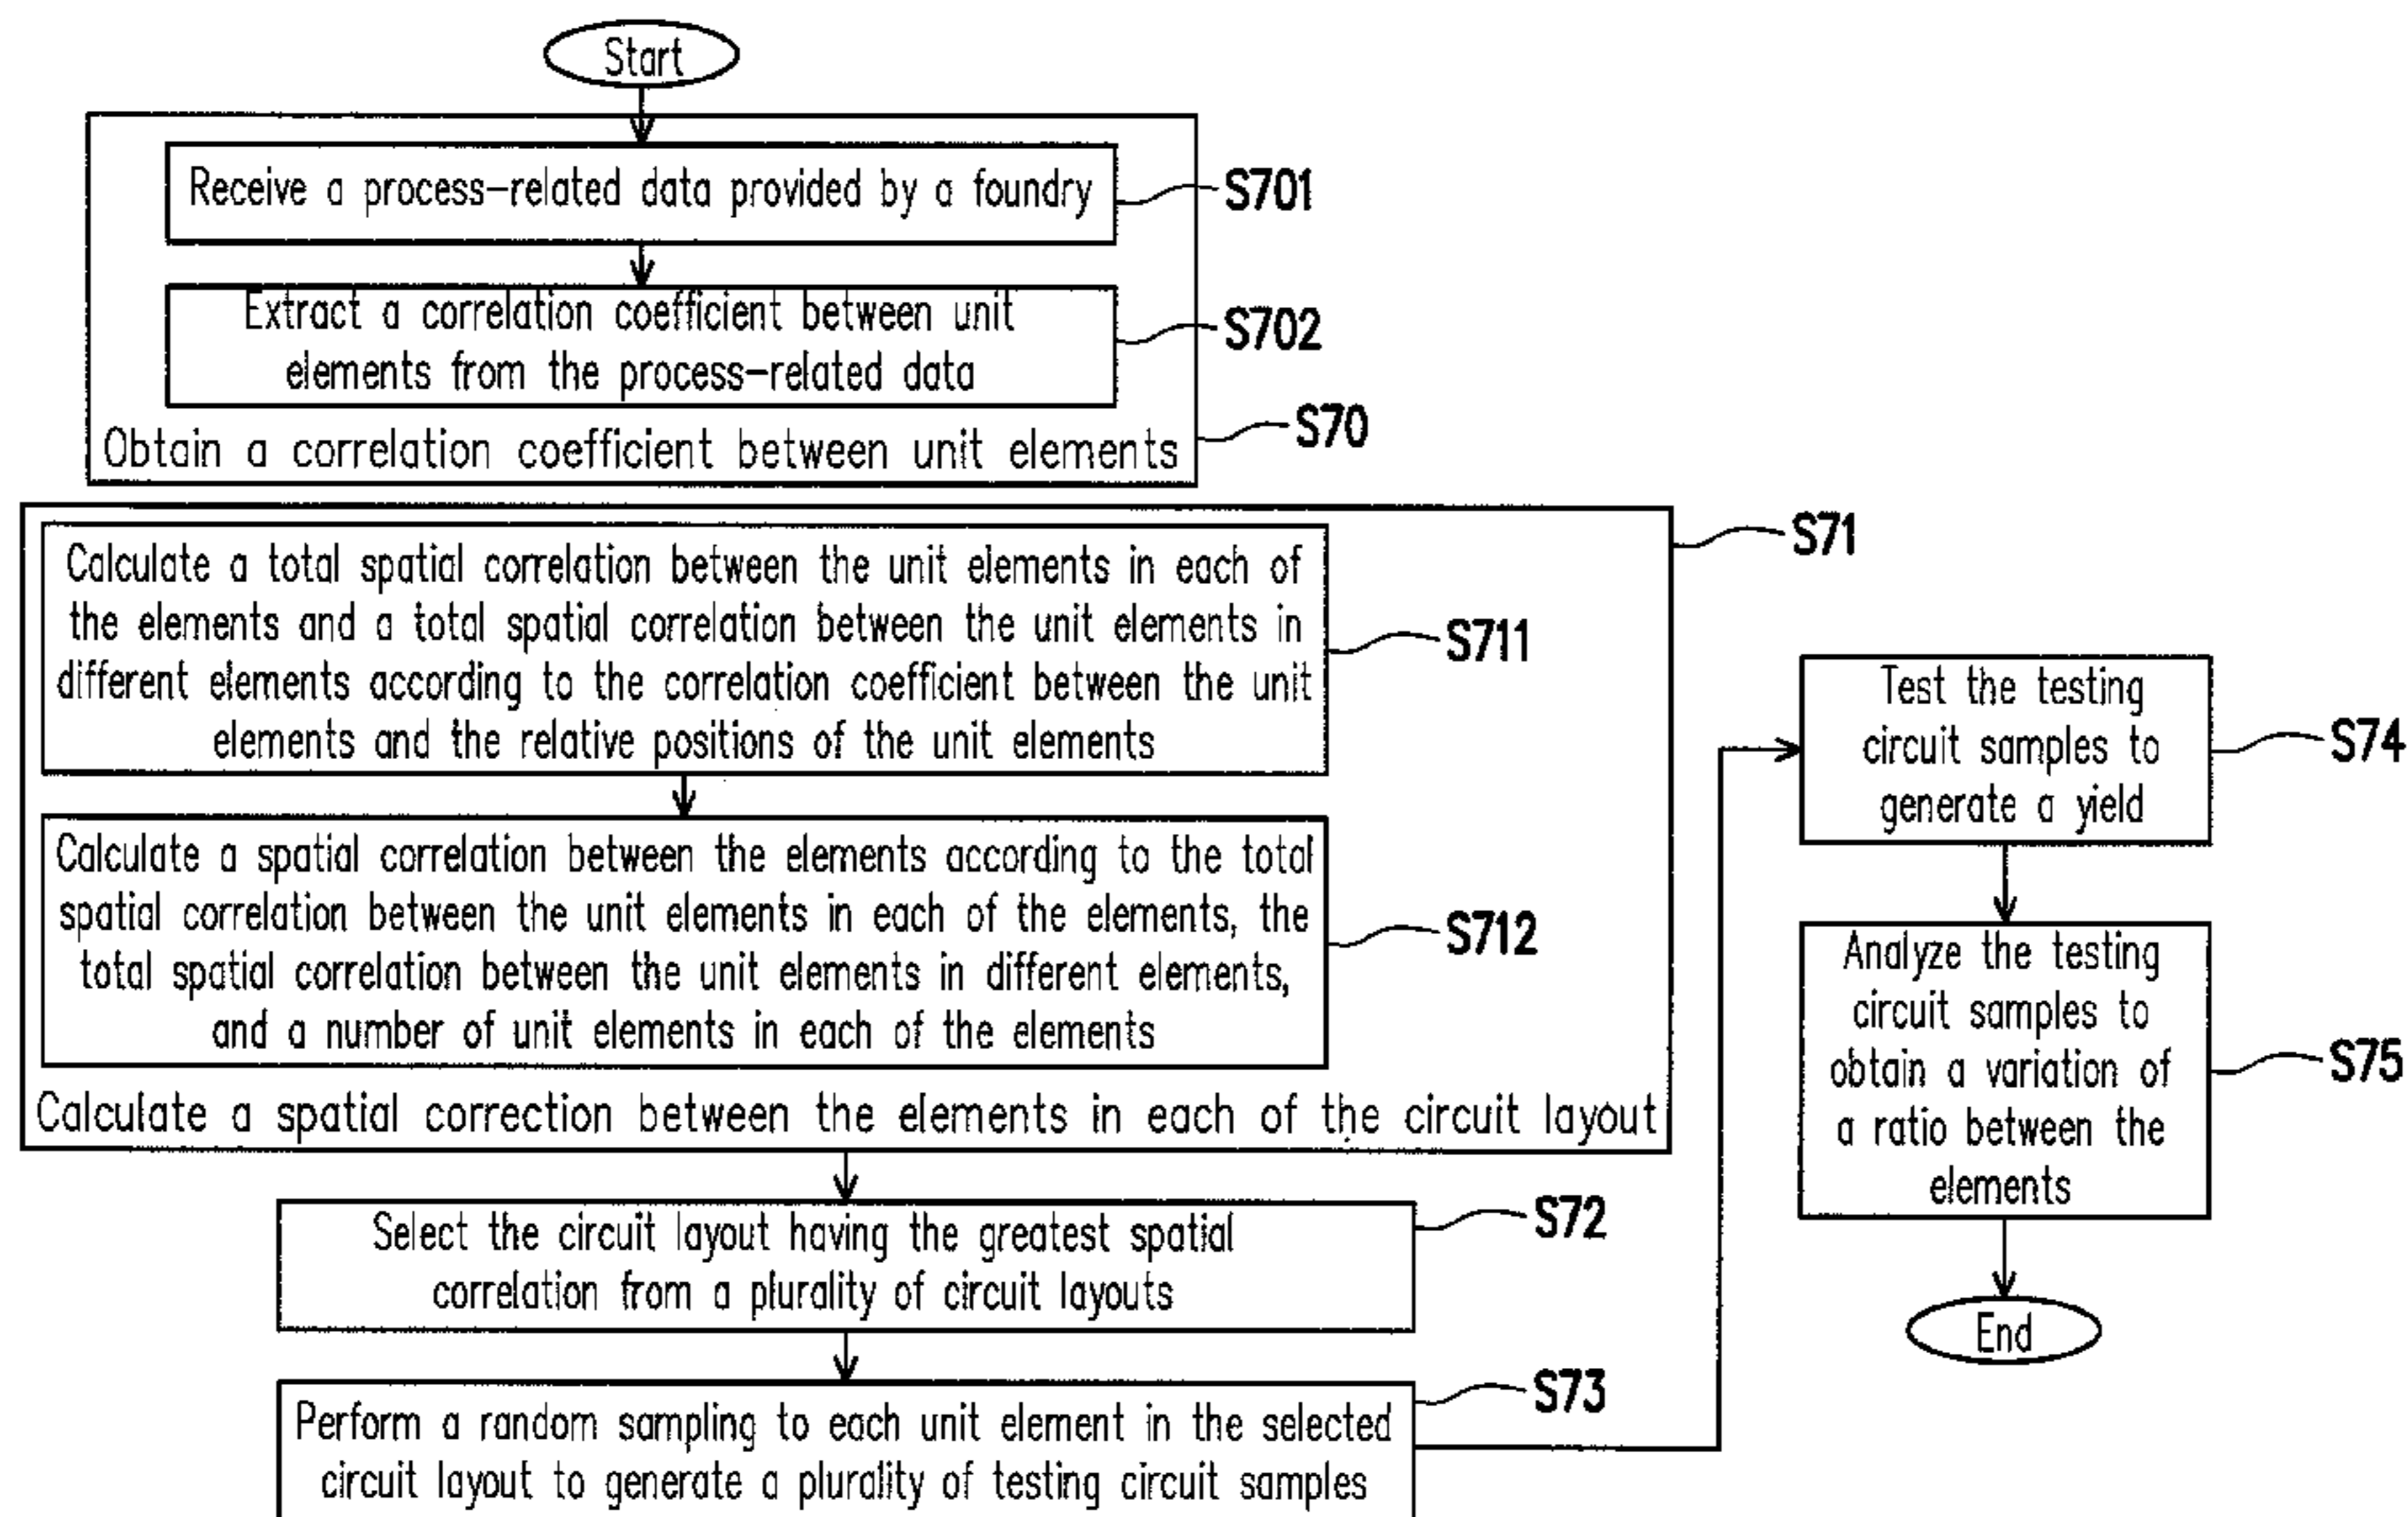 Start
Receive a process-related data provided by a foundry
S701
Extract a correlation coefficient between unit
elements from the process-related data
S702
Obtain a correlation coefficient between unit elements
S70
S71
Calculate a total spatial correlation between the unit elements in each of
the elements and a total spatial correlation between the unit elements in
different elements according to the correlation coefficient between the unit
elements and the relative positions of the unit elements
S711
Calculate a spatial correlation between the elements according to the total
spatial correlation between the unit elements in each of the elements, the
total spatial correlation between the unit elements in different elements,
and a number of unit elements in each of the elements
S712
Calculate a spatial correction between the elements in each of the circuit layout
Select the circuit layout having the greatest spatial
correlation from a plurality of circuit layouts
S72
Perform a random sampling to each unit element in the selected
circuit layout to generate a plurality of testing circuit samples
S73
Test the testing
circuit samples to
generate a yield
S74
Analyze the testing
circuit samples to
obtain a variation of
a ratio between the
elements
S75
End